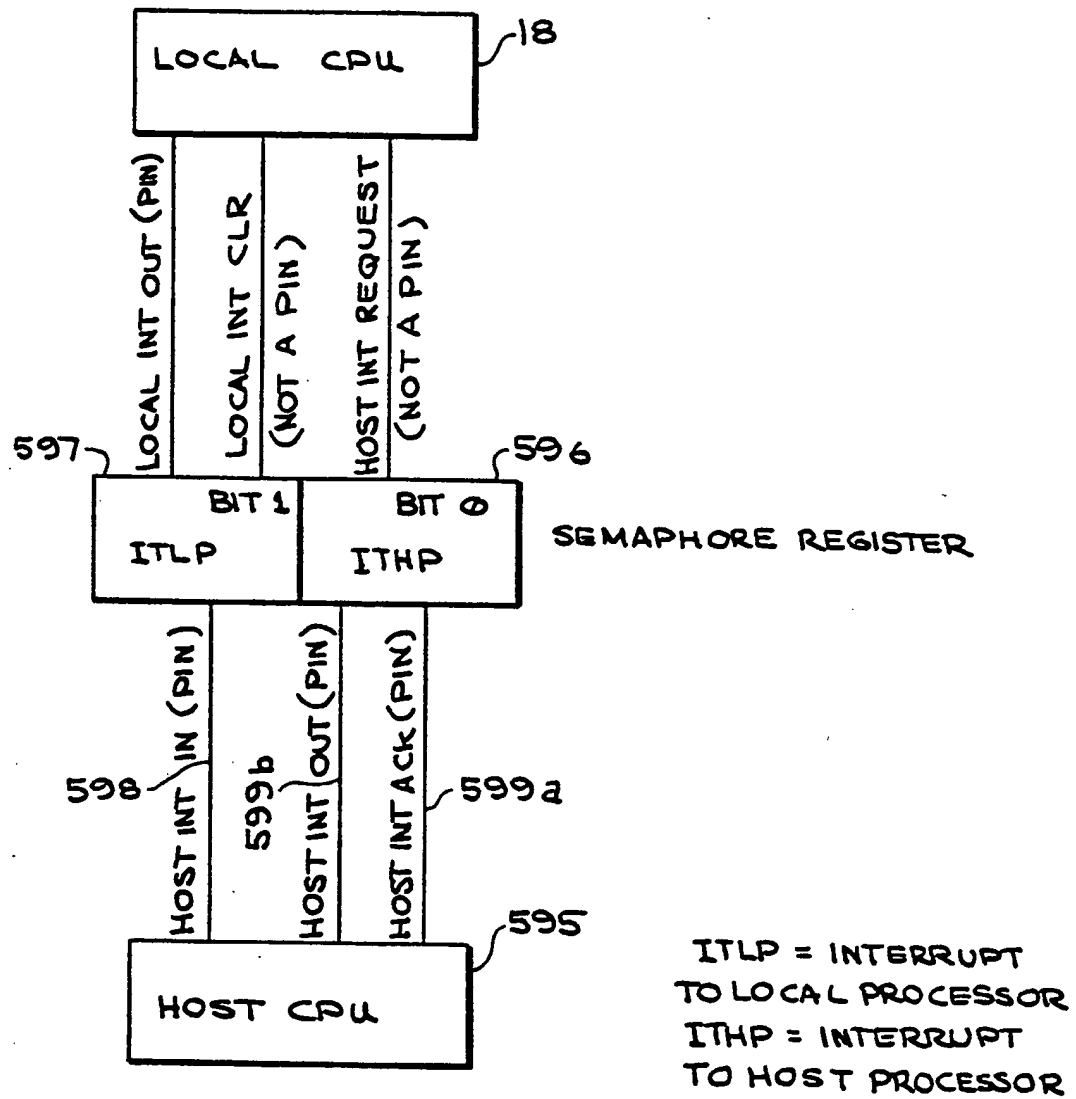 LOCAL CPU
18
LOCAL INT OUT (PIN)
LOCAL INT CLR
(NOT A PIN)
HOST INT REQUEST
(NOT A PIN)
597
596
BIT 1
BIT 0
ITLP
ITHP
SEMAPHORE REGISTER
HOST INT IN (PIN)
598
HOST INT OUT (PIN)
599b
HOST INT ACK (PIN)
599a
595
HOST CPU
ITLP = INTERRUPT
TO LOCAL PROCESSOR
ITHP = INTERRUPT
TO HOST PROCESSOR